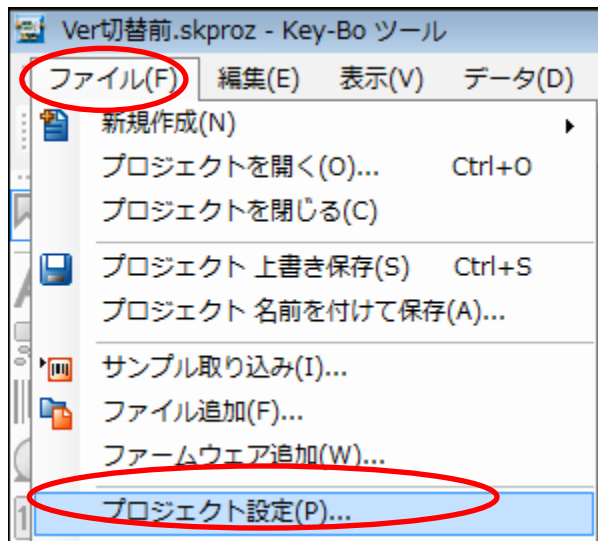 Ver切替前.skproz - Key-Bo ツール
ファイル(F) 編集(E) 表示(V) データ(D)
新規作成(N)
プロジェクトを開く(O)... Ctrl+O
プロジェクトを閉じる(C)
プロジェクト 上書き保存(S) Ctrl+S
プロジェクト 名前を付けて保存(A)...
サンプル取り込み(I)...
ファイル追加(F)...
ファームウェア追加(W)...
プロジェクト設定(P)...